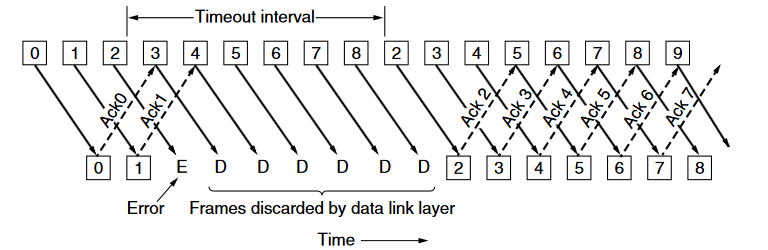 Timeout interval
0 1 2 3 4 5 6 7 8 2 3 4 5 6 7 8 9
Ack0 Ack1 Ack 2 Ack 3 Ack 4 Ack 5 Ack 6 Ack 7
0 1 E D D D D D D 2 3 4 5 6 7 8
Error Frames discarded by data link layer
Time